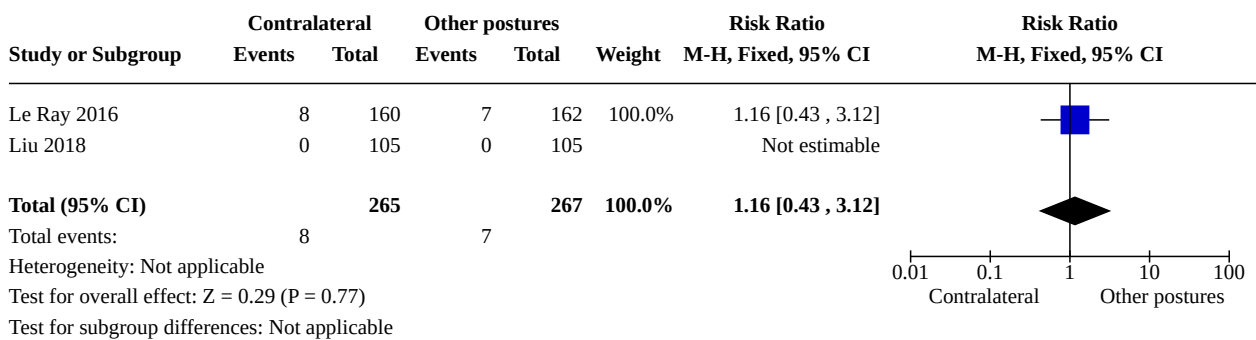 Contralateral Other postures Risk Ratio Risk Ratio
Study or Subgroup Events Total Events Total Weight M-H, Fixed, 95% CI M-H, Fixed, 95% CI
Le Ray 2016 8 160 7 162 100.0% 1.16 [0.43 , 3.12]
Liu 2018 0 105 0 105 Not estimable
Total (95% CI) 265 267 100.0% 1.16 [0.43 , 3.12]
Total events: 8 7
Heterogeneity: Not applicable
0.01 0.1 1 10 100
Test for overall effect: Z = 0.29 (P = 0.77)
Contralateral Other postures
Test for subgroup differences: Not applicable